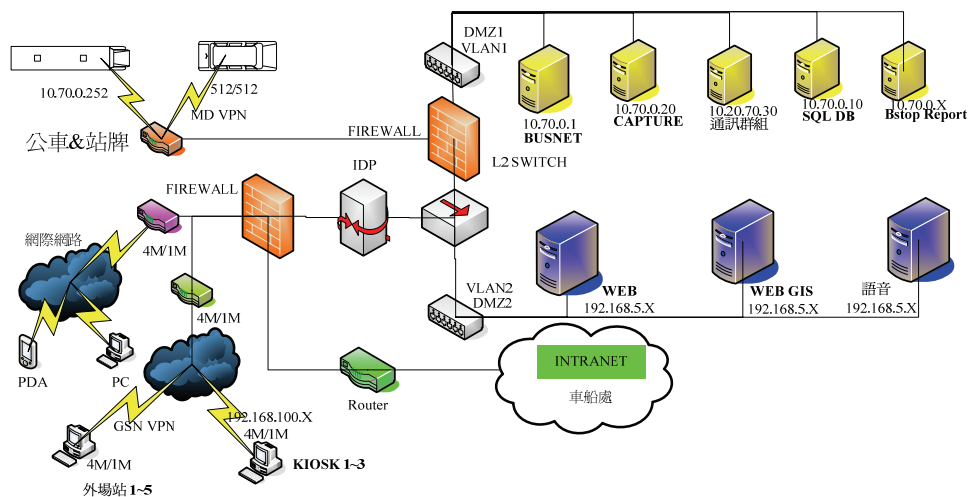 DMZ1
VLAN1
10.70.0.252
512/512
MD VPN
公車&站牌
FIREWALL
L2 SWITCH
10.70.0.1
BUSNET
10.70.0.20
CAPTURE
10.20.70.30
通訊群組
10.70.0.10
SQL DB
10.70.0.X
Bstop Report
FIREWALL
IDP
網際網路
4M/1M
4M/1M
PDA
PC
VLAN2
DMZ2
WEB
192.168.5.X
WEB GIS
192.168.5.X
語音
192.168.5.X
Router
INTRANET
車船處
GSN VPN
192.168.100.X
4M/1M
4M/1M
KIOSK 1~3
外場站 1~5